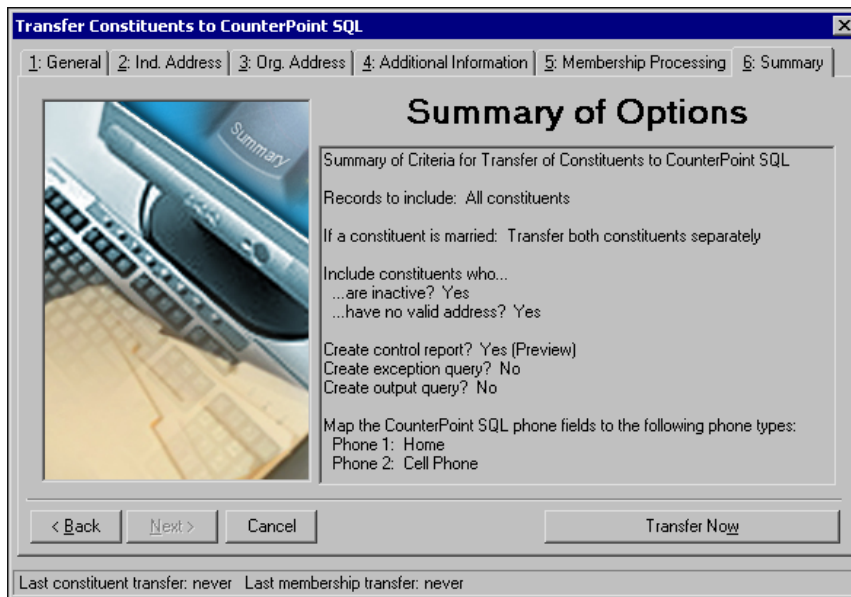 Transfer Constituents to CounterPoint SQL
1: General 2: Ind. Address 3: Org. Address 4: Additional Information 5: Membership Processing 6: Summary
Summary
Summary of Options
Summary of Criteria for Transfer of Constituents to CounterPoint SQL
Records to include: All constituents
If a constituent is married: Transfer both constituents separately
Include constituents who...
...are inactive? Yes
...have no valid address? Yes
Create control report? Yes (Preview)
Create exception query? No
Create output query? No
Map the CounterPoint SQL phone fields to the following phone types:
Phone 1: Home
Phone 2: Cell Phone
< Back Next > Cancel Transfer Now
Last constituent transfer: never Last membership transfer: never